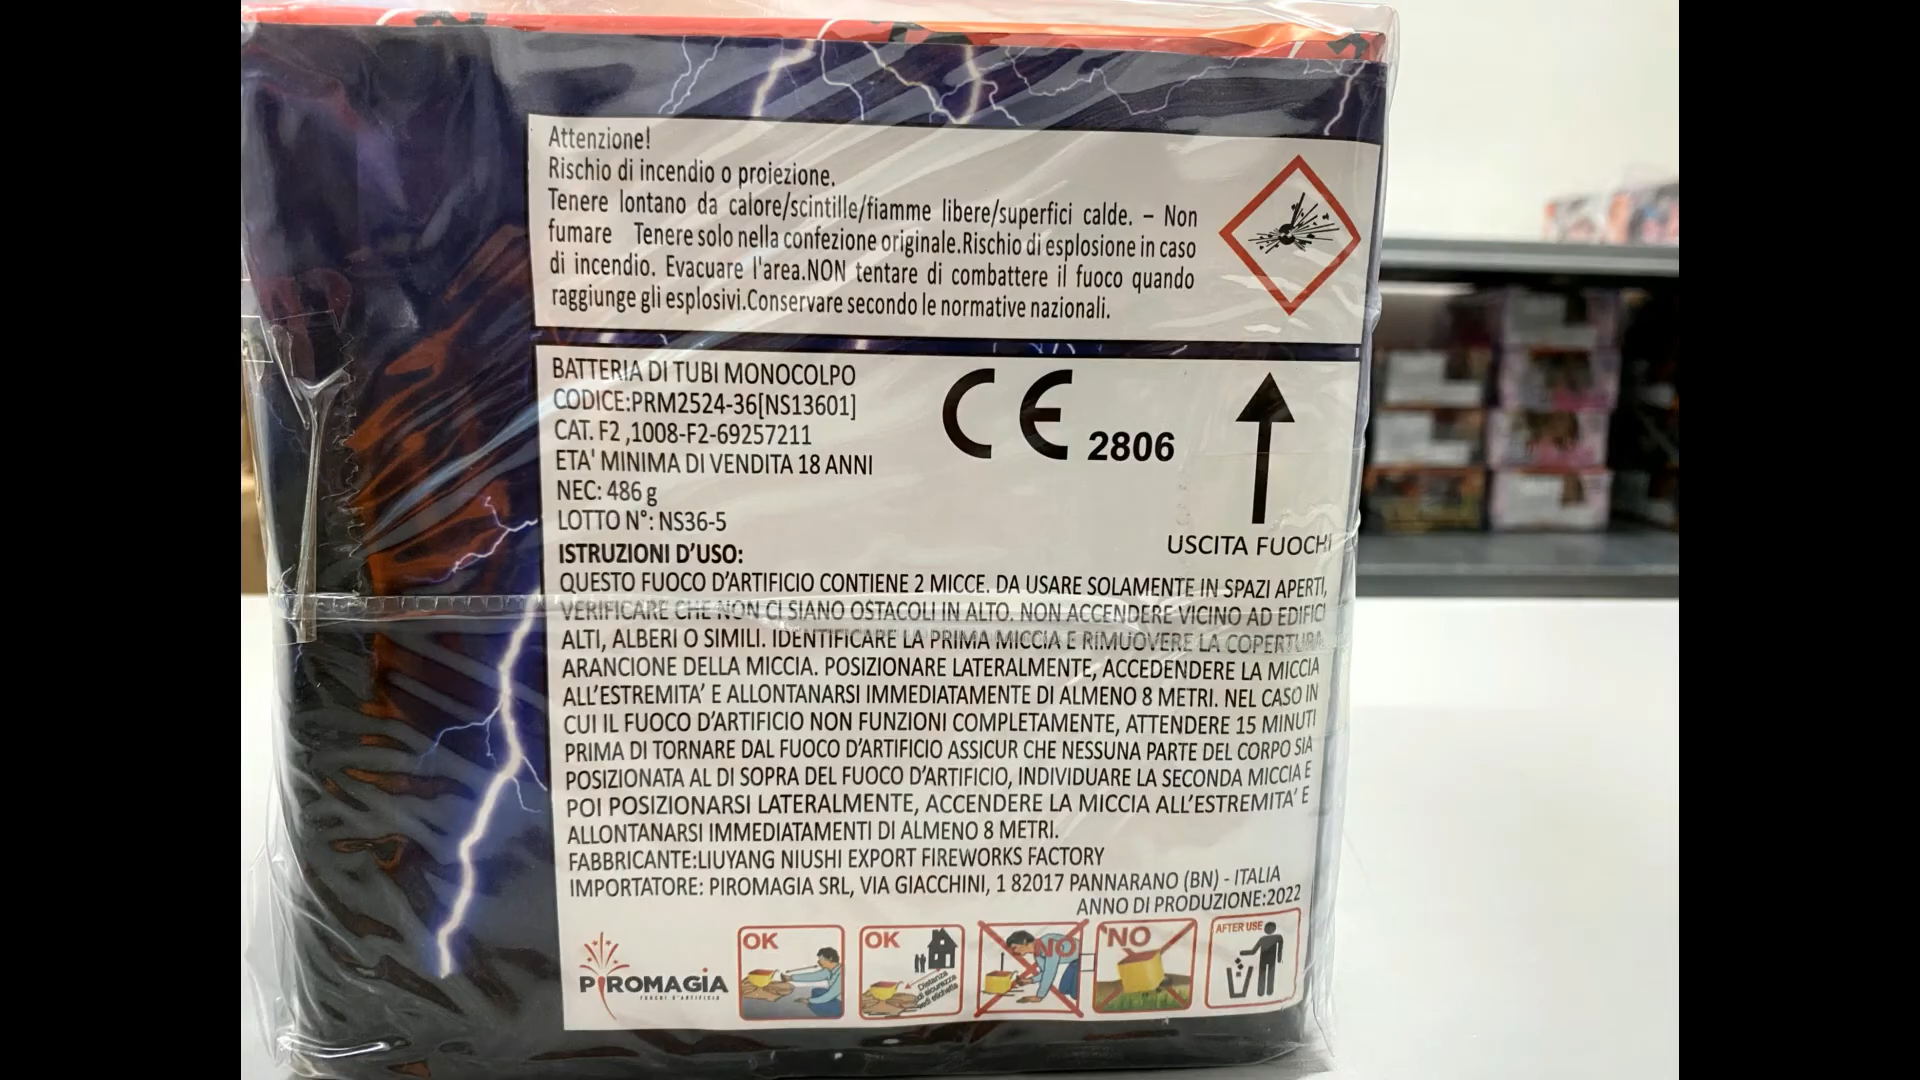 Attenzione!
Rischio di incendio o proiezione.
Tenere lontano da calore/scintille/fiamme libere/superfici calde. – Non
fumare Tenere solo nella confezione originale.Rischio di esplosione in caso
di incendio. Evacuare l'area.NON tentare di combattere il fuoco quando
raggiunge gli esplosivi.Conservare secondo le normative nazionali.
BATTERIA DI TUBI MONOCOLPO
CODICE:PRM2524-36[NS13601]
CAT. F2 ,1008-F2-69257211
ETA' MINIMA DI VENDITA 18 ANNI
NEC: 486 g
LOTTO N°: NS36-5
CE 2806
USCITA FUOCHI
ISTRUZIONI D'USO:
QUESTO FUOCO D'ARTIFICIO CONTIENE 2 MICCE. DA USARE SOLAMENTE IN SPAZI APERTI,
VERIFICARE CHE NON CI SIANO OSTACOLI IN ALTO. NON ACCENDERE VICINO AD EDIFICI
ALTI, ALBERI O SIMILI. IDENTIFICARE LA PRIMA MICCIA E RIMUOVERE LA COPERTURA
ARANCIONE DELLA MICCIA. POSIZIONARE LATERALMENTE, ACCEDENDERE LA MICCIA
ALL'ESTREMITA' E ALLONTANARSI IMMEDIATAMENTE DI ALMENO 8 METRI. NEL CASO IN
CUI IL FUOCO D'ARTIFICIO NON FUNZIONI COMPLETAMENTE, ATTENDERE 15 MINUTI
PRIMA DI TORNARE DAL FUOCO D'ARTIFICIO ASSICUR CHE NESSUNA PARTE DEL CORPO SIA
POSIZIONATA AL DI SOPRA DEL FUOCO D'ARTIFICIO, INDIVIDUARE LA SECONDA MICCIA E
POI POSIZIONARSI LATERALMENTE, ACCENDERE LA MICCIA ALL'ESTREMITA' E
ALLONTANARSI IMMEDIATAMENTI DI ALMENO 8 METRI.
FABBRICANTE:LIUYANG NIUSHI EXPORT FIREWORKS FACTORY
IMPORTATORE: PIROMAGIA SRL, VIA GIACCHINI, 1 82017 PANNARANO (BN) - ITALIA
ANNO DI PRODUZIONE:2022
PIROMAGIA
FUOCHI D'ARTIFICIO
OK
OK
Distanza
di sicurezza
vedi etichetta
NO
NO
AFTER USE